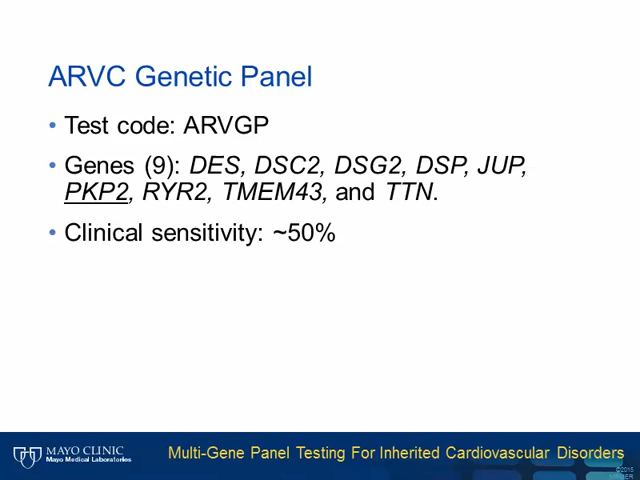 ARVC Genetic Panel
• Test code: ARVGP
• Genes (9): DES, DSC2, DSG2, DSP, JUP,
PKP2, RYR2, TMEM43, and TTN.
• Clinical sensitivity: ~50%
MAYO CLINIC
Mayo Medical Laboratories
Multi-Gene Panel Testing For Inherited Cardiovascular Disorders